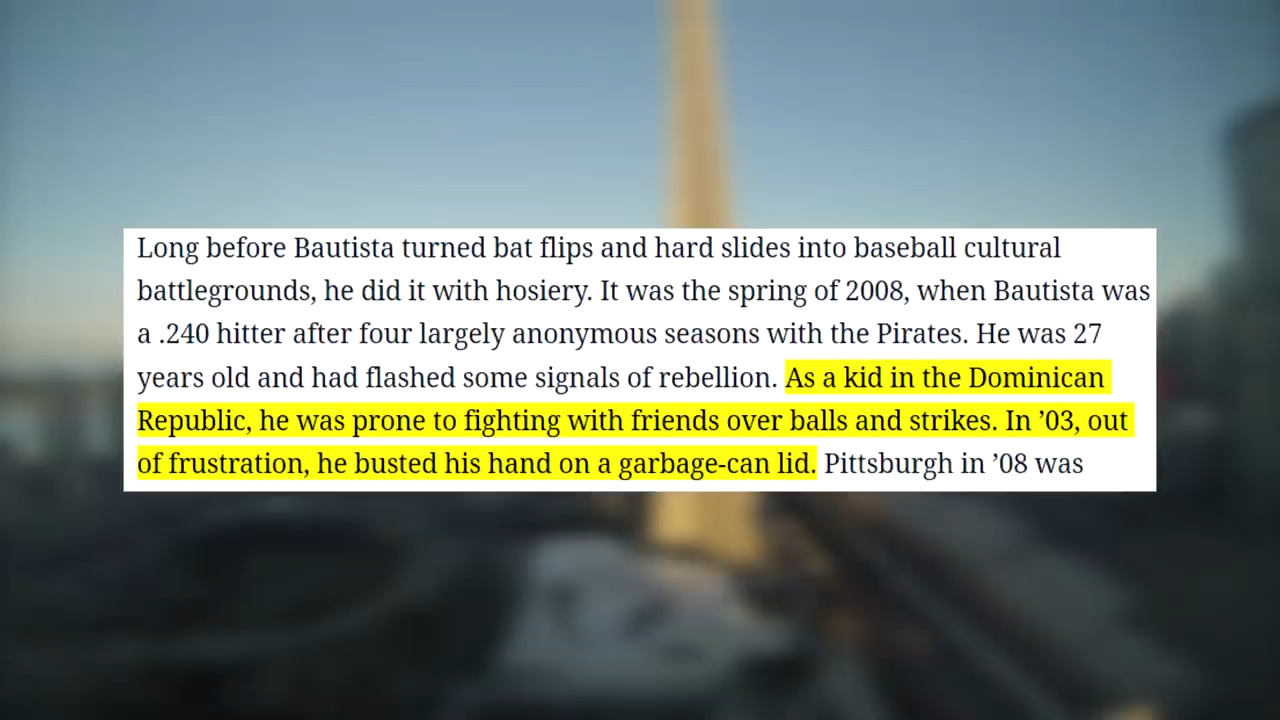 Long before Bautista turned bat flips and hard slides into baseball cultural
battlegrounds, he did it with hosiery. It was the spring of 2008, when Bautista was
a .240 hitter after four largely anonymous seasons with the Pirates. He was 27
years old and had flashed some signals of rebellion. As a kid in the Dominican
Republic, he was prone to fighting with friends over balls and strikes. In ’03, out
of frustration, he busted his hand on a garbage-can lid. Pittsburgh in ’08 was